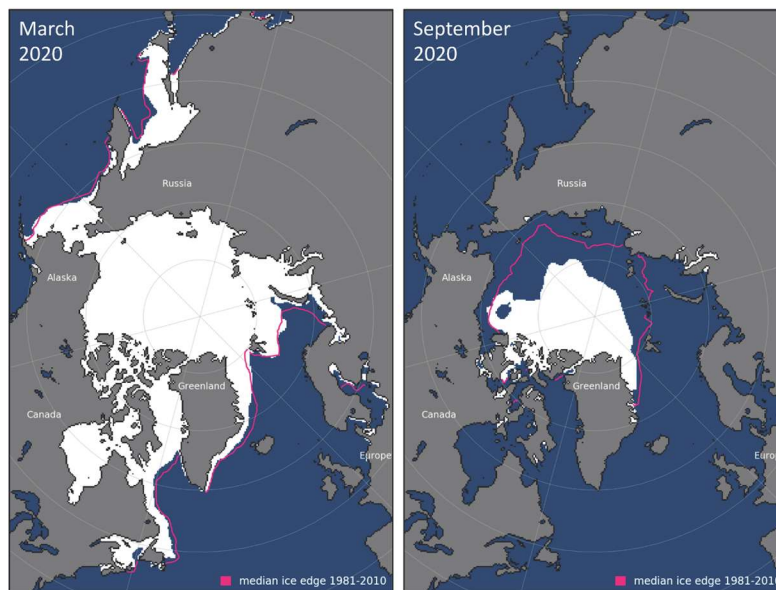 March
2020
Russia
Alaska
Greenland
Canada
Europe
median ice edge 1981-2010
September
2020
Russia
Alaska
Greenland
Canada
Euro
median ice edge 1981-2010